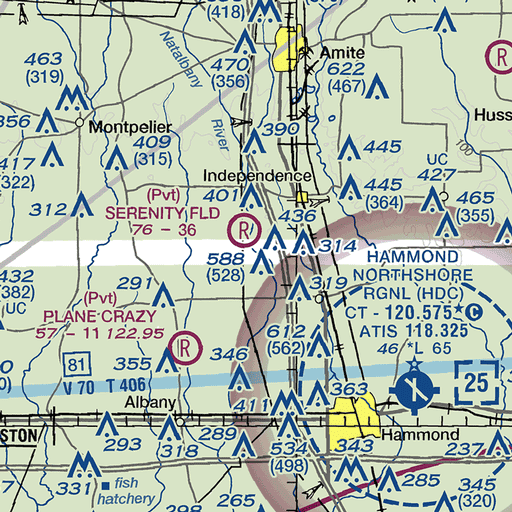 (418)
463
(319)
470
(356)
Amite
622
(467)
R
Natalbany
River
356
Montpelier
390
Huss
100
417
(322)
409
(315)
445
Independence
445
(364)
UC
427
465
(355)
312
(Pvt)
SERENITY FLD
76 - 36
R
401
436
314
432
(382)
UC
588
(528)
HAMMOND
NORTHSHORE
RGNL (HDC)
CT - 120.575 C
ATIS 118.325
46 *L 65
291
(Pvt)
PLANE CRAZY
57 - 11 122.95
R
319
612
(562)
81
355
346
V 70 T 406
363
25
Albany
411
STON
293
318
289
534
(498)
343
Hammond
237
331
fish
hatchery
265
285
345
(320)